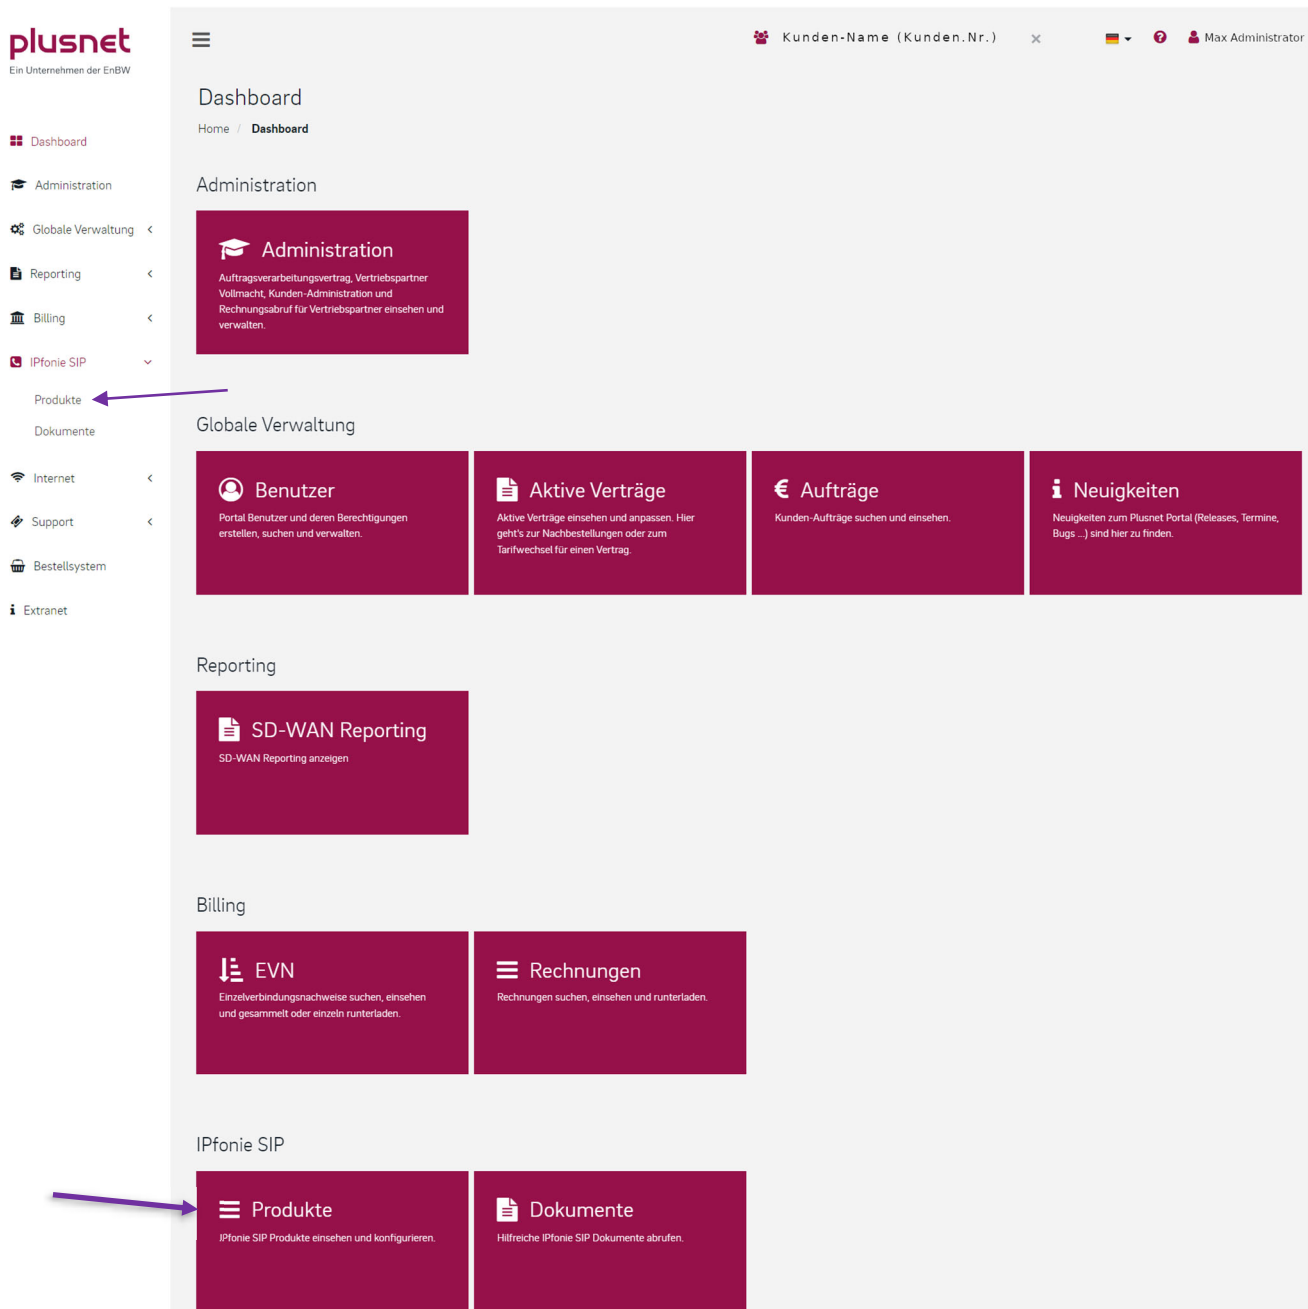 plusnet
Ein Unternehmen der EnBW
Kunden-Name (Kunden.Nr.) ×
Max Administrator
Dashboard
Home / Dashboard
Dashboard
Administration
Globale Verwaltung
Reporting
Billing
IPfonie SIP
Produkte
Dokumente
Internet
Support
Bestellsystem
Extranet
Administration
Administration
Auftragsverarbeitungsvertrag, Vertriebspartner
Vollmacht, Kunden-Administration und
Rechnungsabruf für Vertriebspartner einsehen und
verwalten.
Globale Verwaltung
Benutzer
Portal Benutzer und deren Berechtigungen
erstellen, suchen und verwalten.
Aktive Verträge
Aktive Verträge einsehen und anpassen. Hier
geht's zur Nachbestellungen oder zum
Tarifwechsel für einen Vertrag.
€ Aufträge
Kunden-Aufträge suchen und einsehen.
Neuigkeiten
Neuigkeiten zum Plusnet Portal (Releases, Termine,
Bugs ...) sind hier zu finden.
Reporting
SD-WAN Reporting
SD-WAN Reporting anzeigen
Billing
EVN
Einzelverbindungsnachweise suchen, einsehen
und gesammelt oder einzeln runterladen.
Rechnungen
Rechnungen suchen, einsehen und runterladen.
IPfonie SIP
Produkte
IPfonie SIP Produkte einsehen und konfigurieren.
Dokumente
Hilfreiche IPfonie SIP Dokumente abrufen.